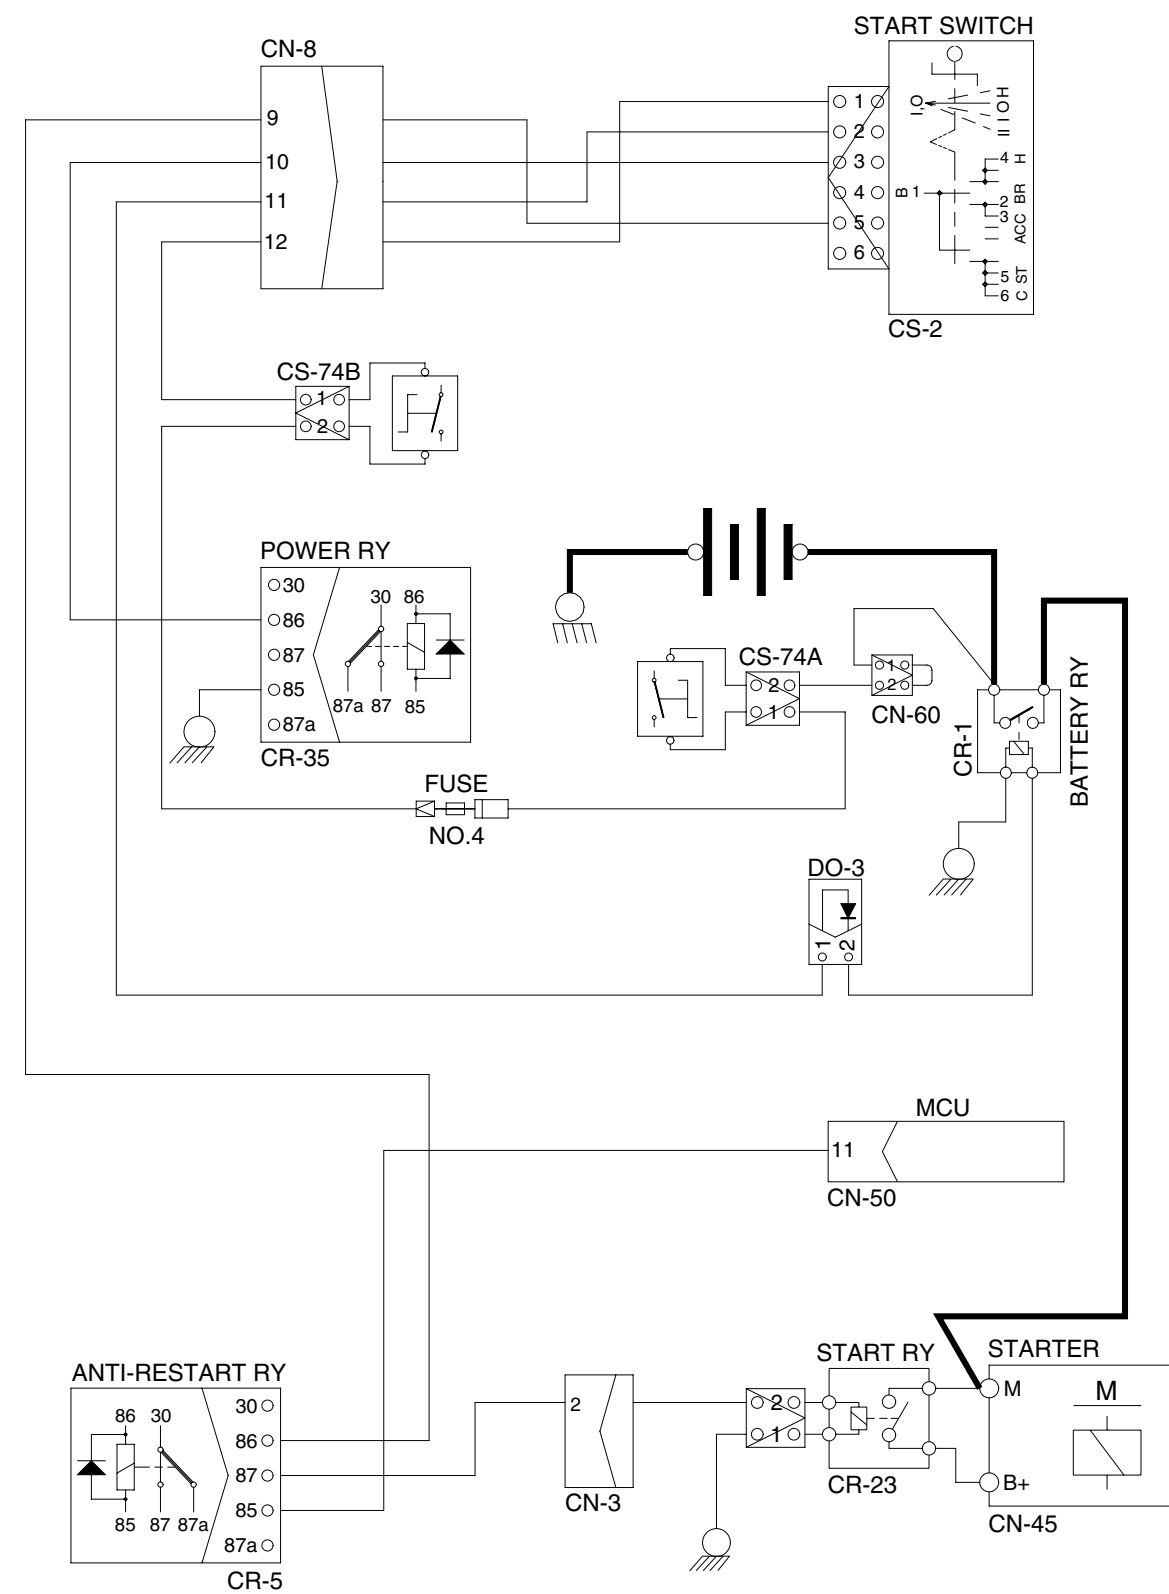 START SWITCH
CN-8
9
10
11
12
1
2
3
4
5
6
I,O
H
O
I
II
B 1
4 H
2 BR
3
ACC
5 ST
6 C
CS-2
CS-74B
1
2
POWER RY
30
86
87
85
87a
30 86
87a 87 85
CR-35
CS-74A
2
1
1
2
CN-60
CR-1
BATTERY RY
FUSE
NO.4
DO-3
1 2
MCU
11
CN-50
ANTI-RESTART RY
86 30
85 87 87a
30
86
87
85
87a
CR-5
2
CN-3
START RY
2
1
CR-23
STARTER
M
M
B+
CN-45